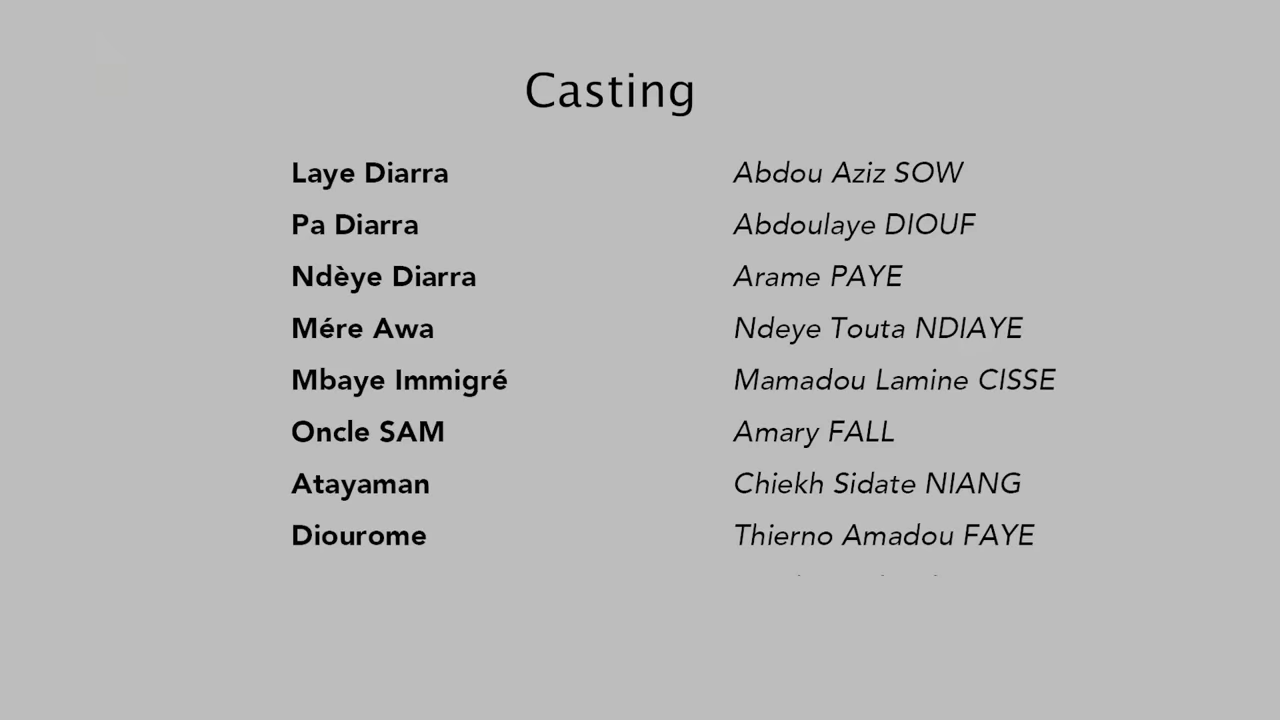 Casting
Laye Diarra Abdou Aziz SOW
Pa Diarra Abdoulaye DIOUF
Ndèye Diarra Arame PAYE
Mére Awa Ndeye Touta NDIAYE
Mbaye Immigré Mamadou Lamine CISSE
Oncle SAM Amary FALL
Atayaman Chiekh Sidate NIANG
Diourome Thierno Amadou FAYE